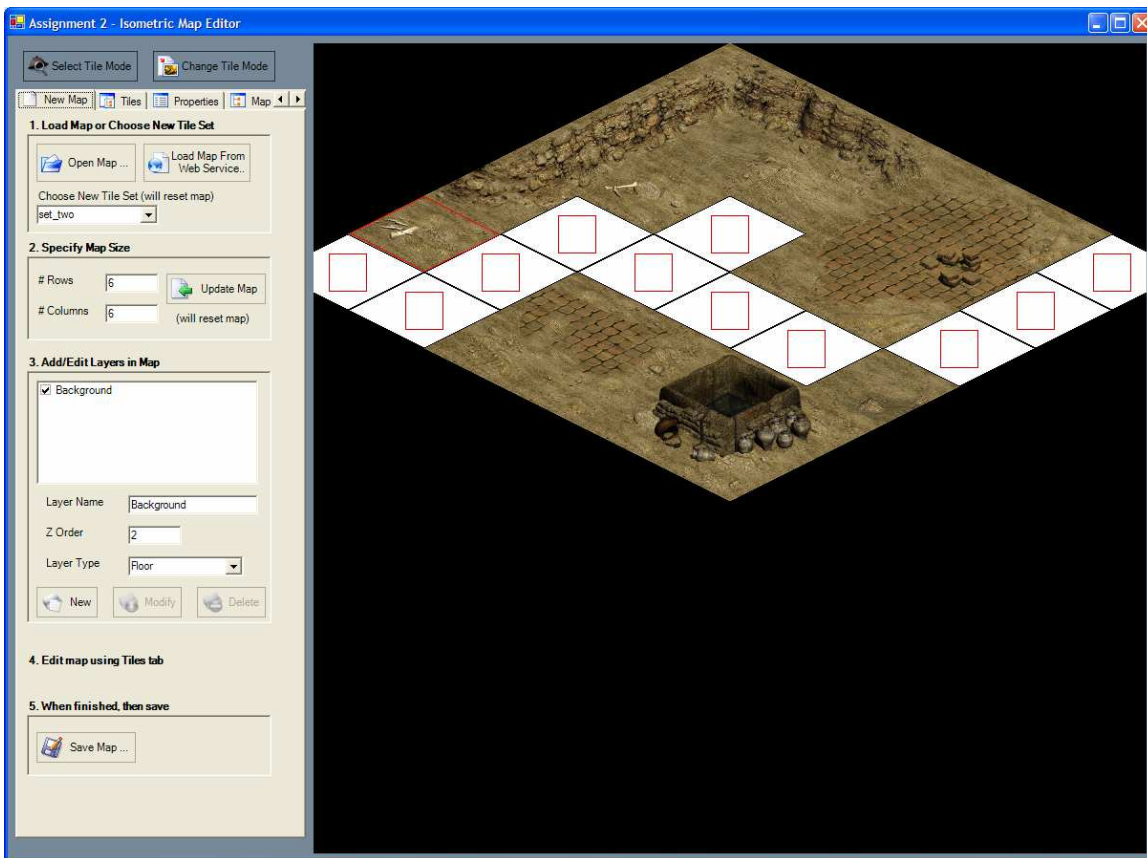 Assignment 2 - Isometric Map Editor
Select Tile Mode
Change Tile Mode
New Map
Tiles
Properties
Map
1. Load Map or Choose New Tile Set
Open Map ...
Load Map From
Web Service..
Choose New Tile Set (will reset map)
set_two
2. Specify Map Size
# Rows
6
Update Map
# Columns
6
(will reset map)
3. Add/Edit Layers in Map
Background
Layer Name
Background
Z Order
2
Layer Type
Floor
New
Modify
Delete
4. Edit map using Tiles tab
5. When finished, then save
Save Map ...